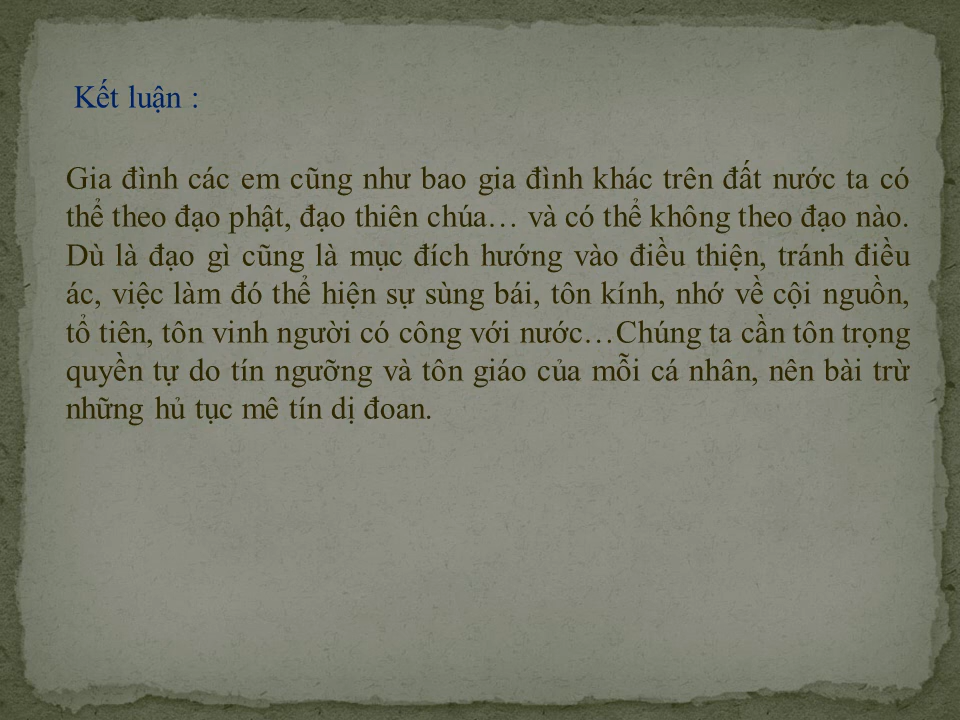 Kết luận :
Gia đình các em cũng như bao gia đình khác trên đất nước ta có
thể theo đạo phật, đạo thiên chúa… và có thể không theo đạo nào.
Dù là đạo gì cũng là mục đích hướng vào điều thiện, tránh điều
ác, việc làm đó thể hiện sự sùng bái, tôn kính, nhớ về cội nguồn,
tổ tiên, tôn vinh người có công với nước…Chúng ta cần tôn trọng
quyền tự do tín ngưỡng và tôn giáo của mỗi cá nhân, nên bài trừ
những hủ tục mê tín dị đoan.